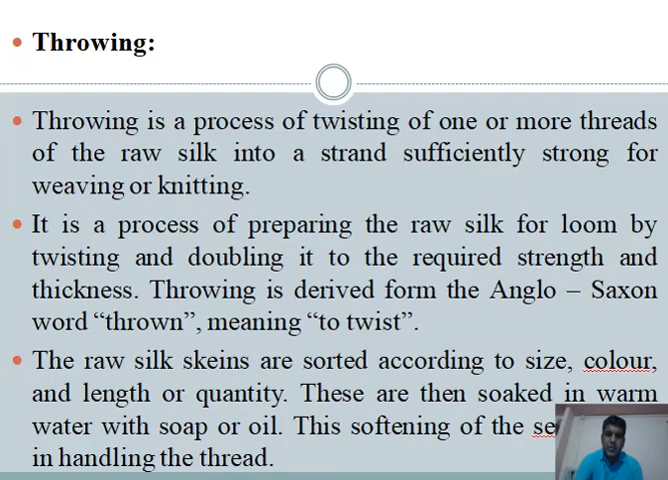 Throwing:
Throwing is a process of twisting of one or more threads
of the raw silk into a strand sufficiently strong for
weaving or knitting.
It is a process of preparing the raw silk for loom by
twisting and doubling it to the required strength and
thickness. Throwing is derived form the Anglo – Saxon
word “thrown”, meaning “to twist”.
The raw silk skeins are sorted according to size, colour,
and length or quantity. These are then soaked in warm
water with soap or oil. This softening of the
in handling the thread.